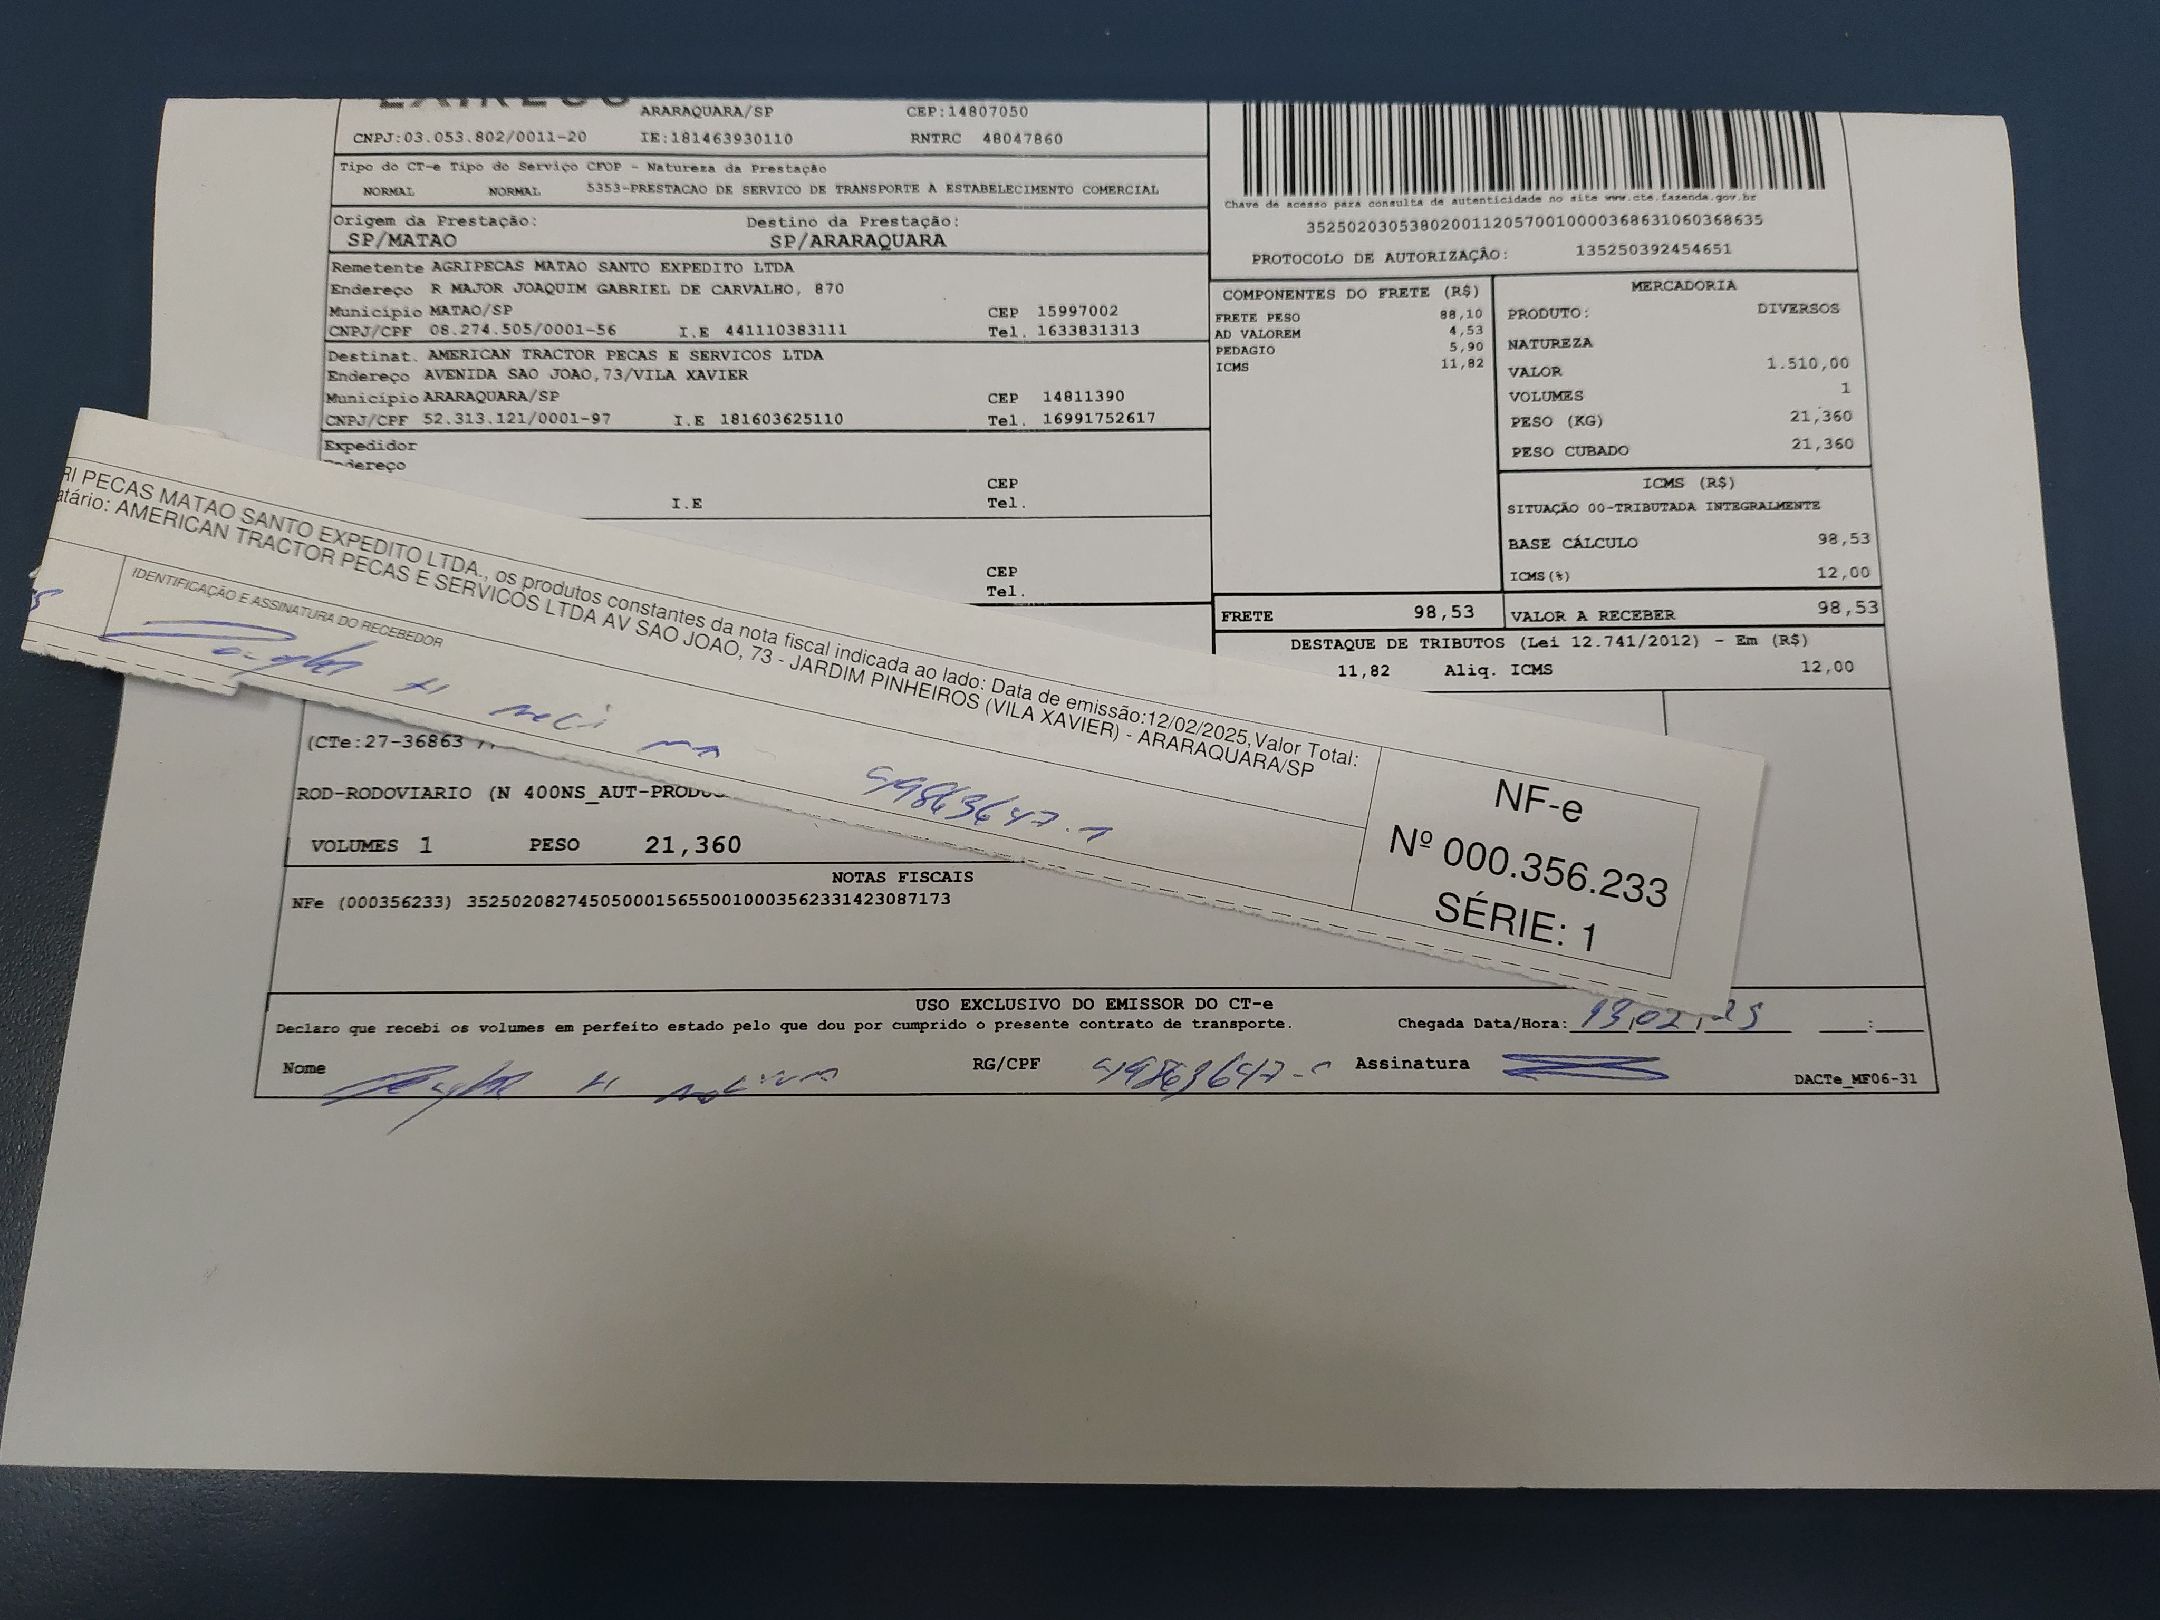 ARARAQUARA/SP CEP:14807050
CNPJ:03.053.802/0011-20 IE:181463930110 RNTRC 48047860
Tipo do CT-e Tipo do Serviço CFOP - Natureza da Prestação
NORMAL NORMAL 5353-PRESTACAO DE SERVICO DE TRANSPORTE A ESTABELECIMENTO COMERCIAL
Origem da Prestação: Destino da Prestação:
SP/MATAO SP/ARARAQUARA
Remetente AGRIPECAS MATAO SANTO EXPEDITO LTDA
Endereço R MAJOR JOAQUIM GABRIEL DE CARVALHO, 870
Município MATAO/SP CEP 15997002
CNPJ/CPF 08.274.505/0001-56 I.E 441110383111 Tel. 1633831313
Destinat. AMERICAN TRACTOR PECAS E SERVICOS LTDA
Endereço AVENIDA SAO JOAO,73/VILA XAVIER
Município ARARAQUARA/SP CEP 14811390
CNPJ/CPF 52.313.121/0001-97 I.E 181603625110 Tel. 16991752617
Expedidor
Endereço
CEP
I.E Tel.
CEP
Tel.
Chave de acesso para consulta de autenticidade no site www.cte.fazenda.gov.br
35250203053802001120570010000368631060368635
PROTOCOLO DE AUTORIZAÇÃO: 135250392454651
COMPONENTES DO FRETE (R$)
FRETE PESO 88,10
AD VALOREM 4,53
PEDAGIO 5,90
ICMS 11,82
FRETE 98,53
MERCADORIA
PRODUTO: DIVERSOS
NATUREZA
VALOR 1.510,00
VOLUMES 1
PESO (KG) 21,360
PESO CUBADO 21,360
ICMS (R$)
SITUAÇÃO 00-TRIBUTADA INTEGRALMENTE
BASE CÁLCULO 98,53
ICMS(%) 12,00
VALOR A RECEBER 98,53
DESTAQUE DE TRIBUTOS (Lei 12.741/2012) - Em (R$)
11,82 Aliq. ICMS 12,00
RI PECAS MATAO SANTO EXPEDITO LTDA., os produtos constantes da nota fiscal indicada ao lado: Data de emissão:12/02/2025,Valor Total:
atário: AMERICAN TRACTOR PECAS E SERVICOS LTDA AV SAO JOAO, 73 - JARDIM PINHEIROS (VILA XAVIER) - ARARAQUARA/SP
IDENTIFICAÇÃO E ASSINATURA DO RECEBEDOR
NF-e
Nº 000.356.233
SÉRIE: 1
(CTe:27-36863
ROD-RODOVIARIO (N 400NS_AUT-PRODU
VOLUMES 1 PESO 21,360
NOTAS FISCAIS
NFe (000356233) 35250208274505000156550010003562331423087173
USO EXCLUSIVO DO EMISSOR DO CT-e
Declaro que recebi os volumes em perfeito estado pelo que dou por cumprido o presente contrato de transporte. Chegada Data/Hora: 13,02,25 :
Nome RG/CPF Assinatura
DACTe_MF06-31